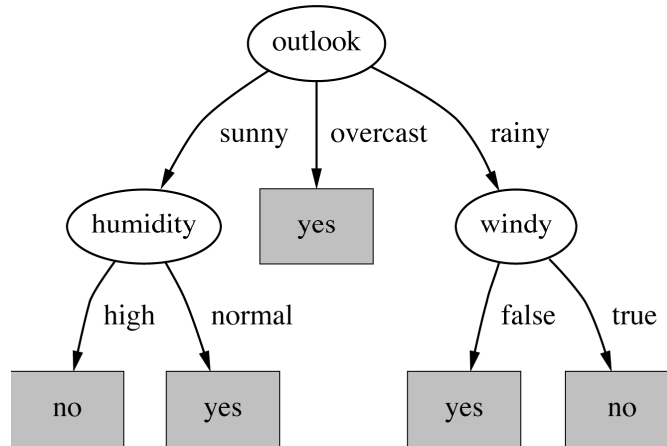 outlook
sunny overcast rainy
humidity yes windy
high normal false true
no yes yes no